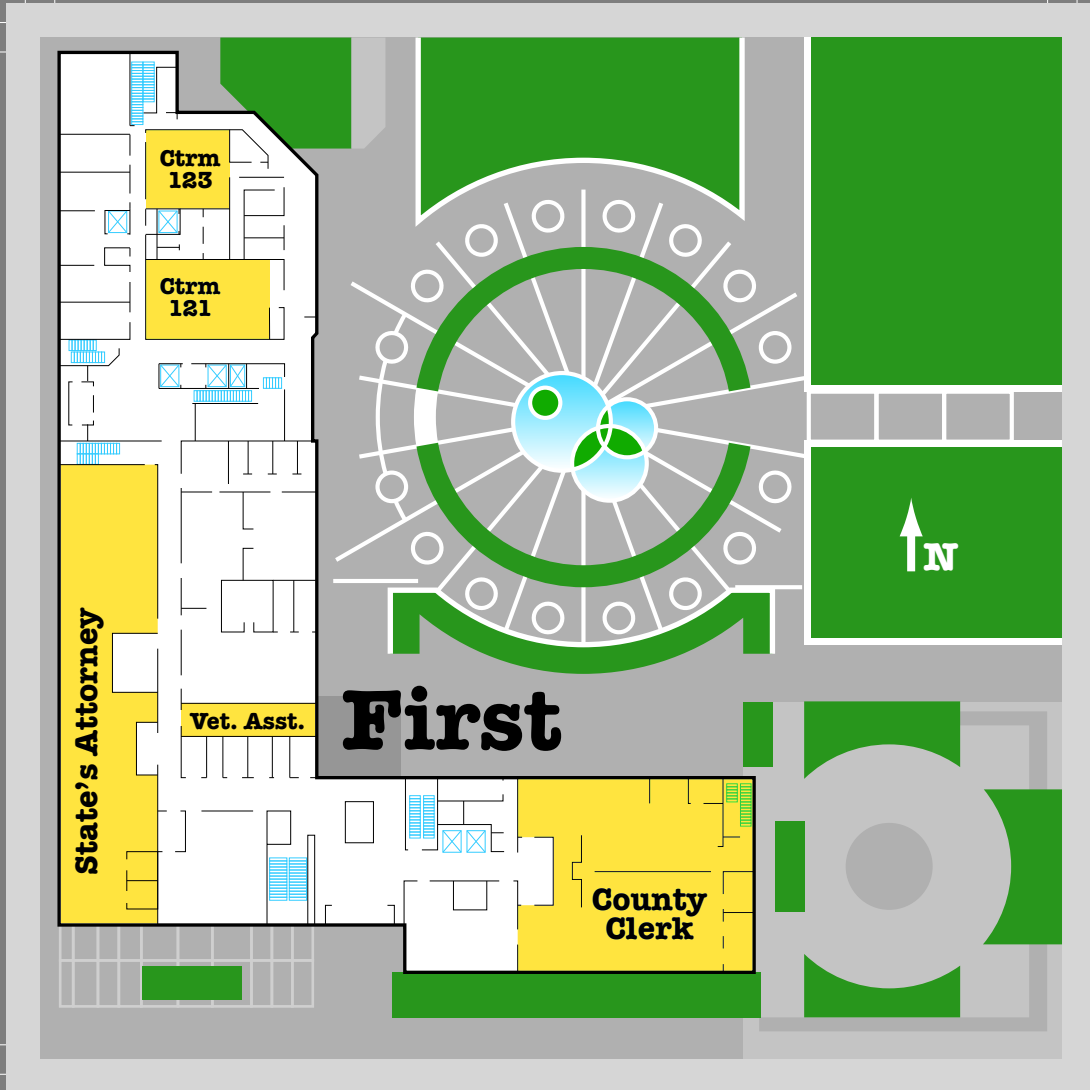 Ctrm
123
Ctrm
121
N
State's Attorney
Vet. Asst.
First
County
Clerk